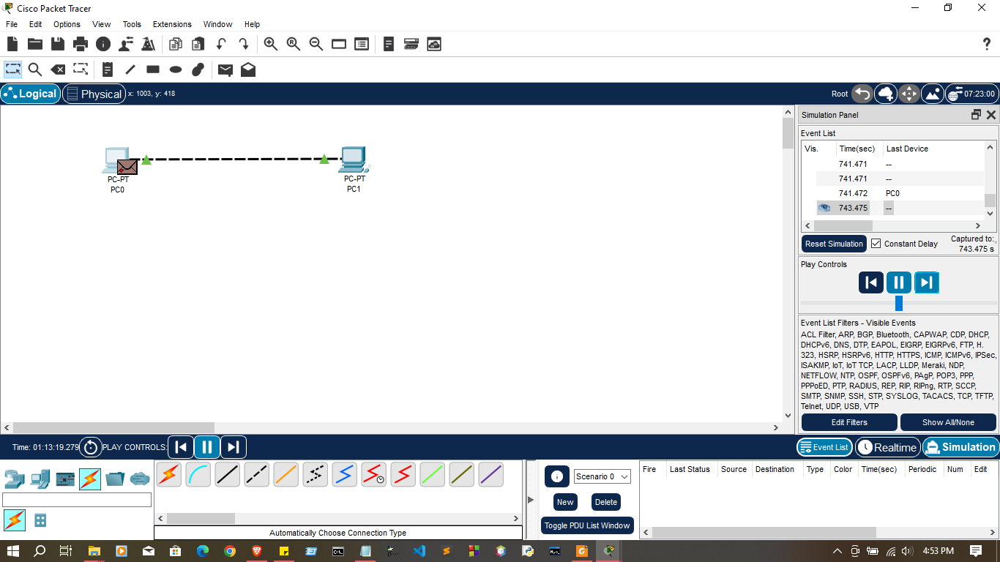 Cisco Packet Tracer
File Edit Options View Tools Extensions Window Help
Logical Physical x: 1003, y: 418 Root 07:23:00
PC-PT
PC0
PC-PT
PC1
Simulation Panel
Event List
Vis. Time(sec) Last Device
741.471 --
741.471 --
741.472 PC0
743.475 --
Reset Simulation Constant Delay Captured to:
743.475 s
Play Controls
Event List Filters - Visible Events
ACL Filter, ARP, BGP, Bluetooth, CAPWAP, CDP, DHCP,
DHCPv6, DNS, DTP, EAPOL, EIGRP, EIGRPv6, FTP, H.
323, HSRP, HSRPv6, HTTP, HTTPS, ICMP, ICMPv6, IPSec,
ISAKMP, IoT, IoT TCP, LACP, LLDP, Meraki, NDP,
NETFLOW, NTP, OSPF, OSPFv6, PAgP, POP3, PPP,
PPPoED, PTP, RADIUS, REP, RIP, RIPng, RTP, SCCP,
SMTP, SNMP, SSH, STP, SYSLOG, TACACS, TCP, TFTP,
Telnet, UDP, USB, VTP
Edit Filters Show All/None
Time: 01:13:19.279 PLAY CONTROLS: Event List Realtime Simulation
Scenario 0
New Delete
Toggle PDU List Window
Fire Last Status Source Destination Type Color Time(sec) Periodic Num Edit
Automatically Choose Connection Type
4:53 PM